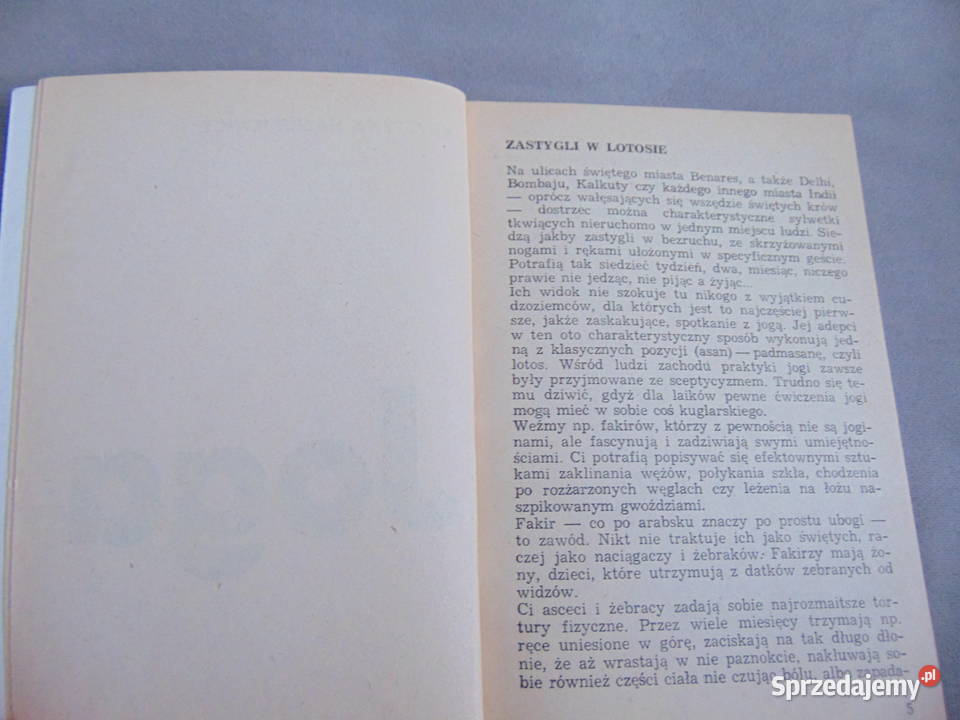 ZASTYGLI W LOTOSIE
Na ulicach świętego miasta Benares, a także Delhi,
Bombaju, Kalkuty czy każdego innego miasta Indii
— oprócz wałęsających się wszędzie świętych krów
— dostrzec można charakterystyczne sylwetki
tkwiących nieruchomo w jednym miejscu ludzi. Sie-
dzą jakby zastygli w bezruchu, ze skrzyżowanymi
nogami i rękami ułożonymi w specyficznym geście.
Potrafią tak siedzieć tydzień, dwa, miesiąc, niczego
prawie nie jedząc, nie pijąc a żyjąc...
Ich widok nie szokuje tu nikogo z wyjątkiem cu-
dzoziemców, dla których jest to najczęściej pierw-
sze, jakże zaskakujące, spotkanie z jogą. Jej adepci
w ten oto charakterystyczny sposób wykonują jed-
ną z klasycznych pozycji (asan) — padmasanę, czyli
lotos. Wśród ludzi zachodu praktyki jogi zawsze
były przyjmowane ze sceptycyzmem. Trudno się te-
mu dziwić, gdyż dla laików pewne ćwiczenia jogi
mogą mieć w sobie coś kuglarskiego.
Weźmy np. fakirów, którzy z pewnością nie są jogi-
nami, ale fascynują i zadziwiają swymi umiejętno-
ściami. Ci potrafią popisywać się efektownymi sztu-
kami zaklinania wężów, połykania szkła, chodzenia
po rozżarzonych węglach czy leżenia na łożu na-
szpikowanym gwoździami.
Fakir — co po arabsku znaczy po prostu ubogi —
to zawód. Nikt nie traktuje ich jako świętych, ra-
czej jako naciągaczy i żebraków. Fakirzy mają żo-
ny, dzieci, które utrzymują z datków zebranych od
widzów.
Ci asceci i żebracy zadają sobie najrozmaitsze tor-
tury fizyczne. Przez wiele miesięcy trzymają np.
ręce uniesione w górę, zaciskają na tak długo dło-
nie, że aż wrastają w nie paznokcie, nakłuwają so-
bie również części ciała nie czując bólu, albo zapada-
5
Sprzedajemy.pl